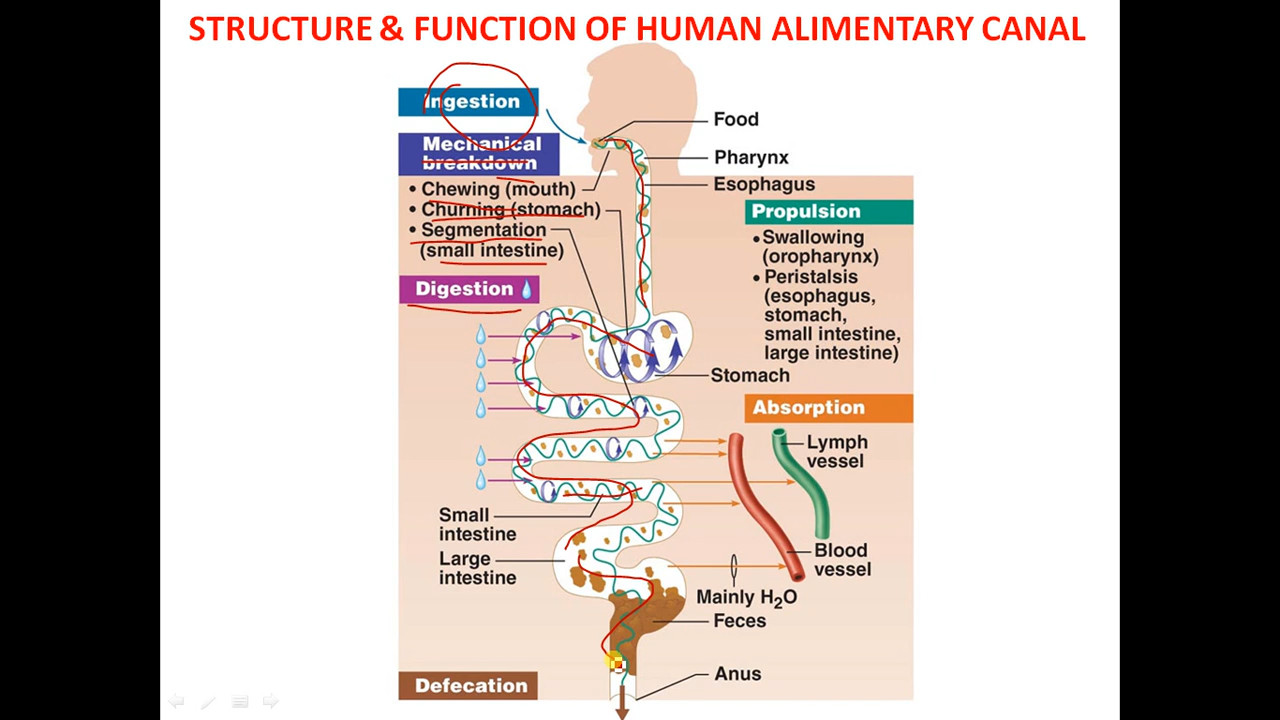 STRUCTURE & FUNCTION OF HUMAN ALIMENTARY CANAL
Ingestion
Food
Mechanical
breakdown
Pharynx
Esophagus
• Chewing (mouth)
• Churning (stomach)
• Segmentation
(small intestine)
Propulsion
• Swallowing
(oropharynx)
• Peristalsis
(esophagus,
stomach,
small intestine,
large intestine)
Digestion
Stomach
Absorption
Lymph
vessel
Small
intestine
Large
intestine
Blood
vessel
Mainly H₂O
Feces
Anus
Defecation